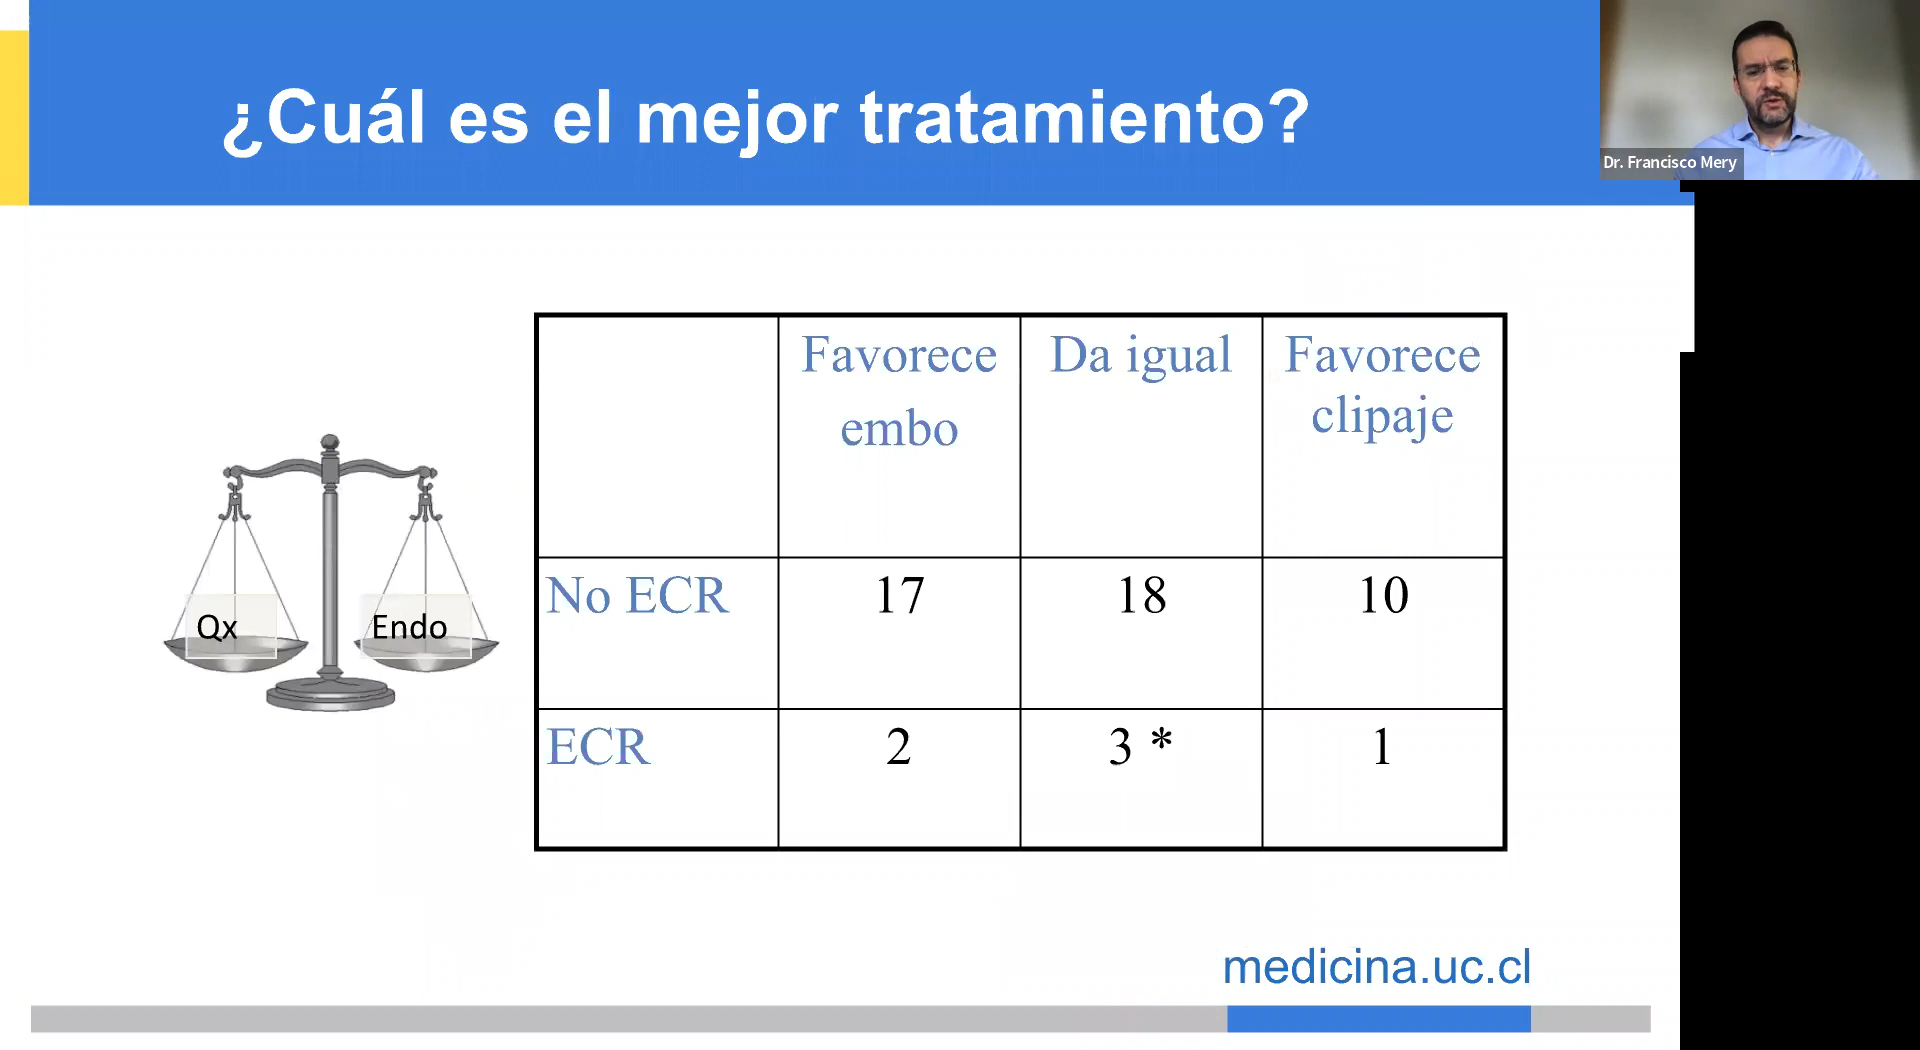 ¿Cuál es el mejor tratamiento?
Dr. Francisco Mery
Qx
Endo
Favorece embo
Da igual
Favorece clipaje
No ECR
17
18
10
ECR
2
3 *
1
medicina.uc.cl